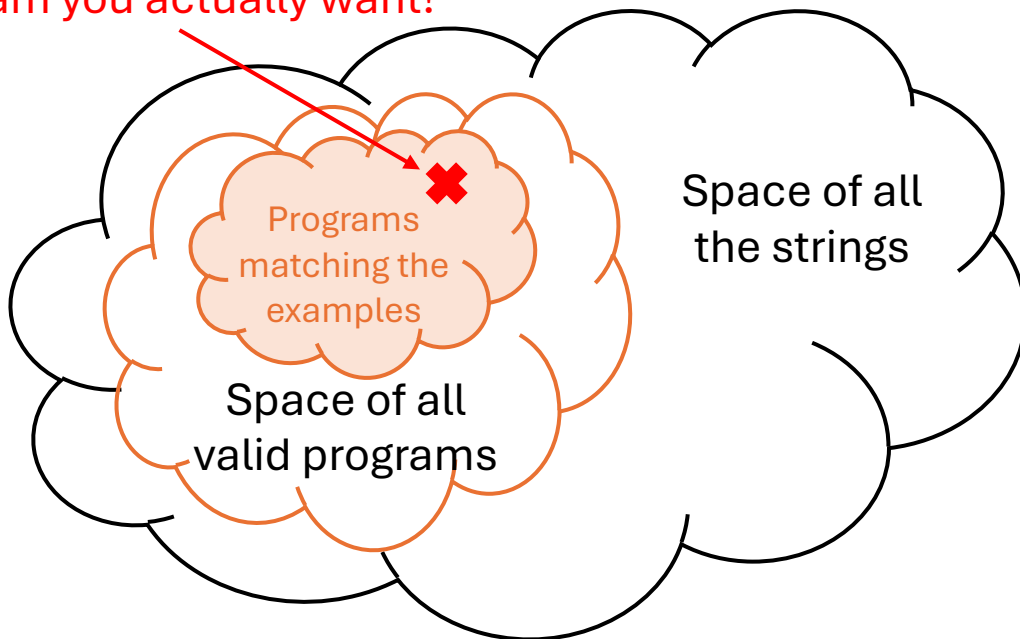 am you actually want!
Space of all
the strings
Programs
matching the
examples
Space of all
valid programs